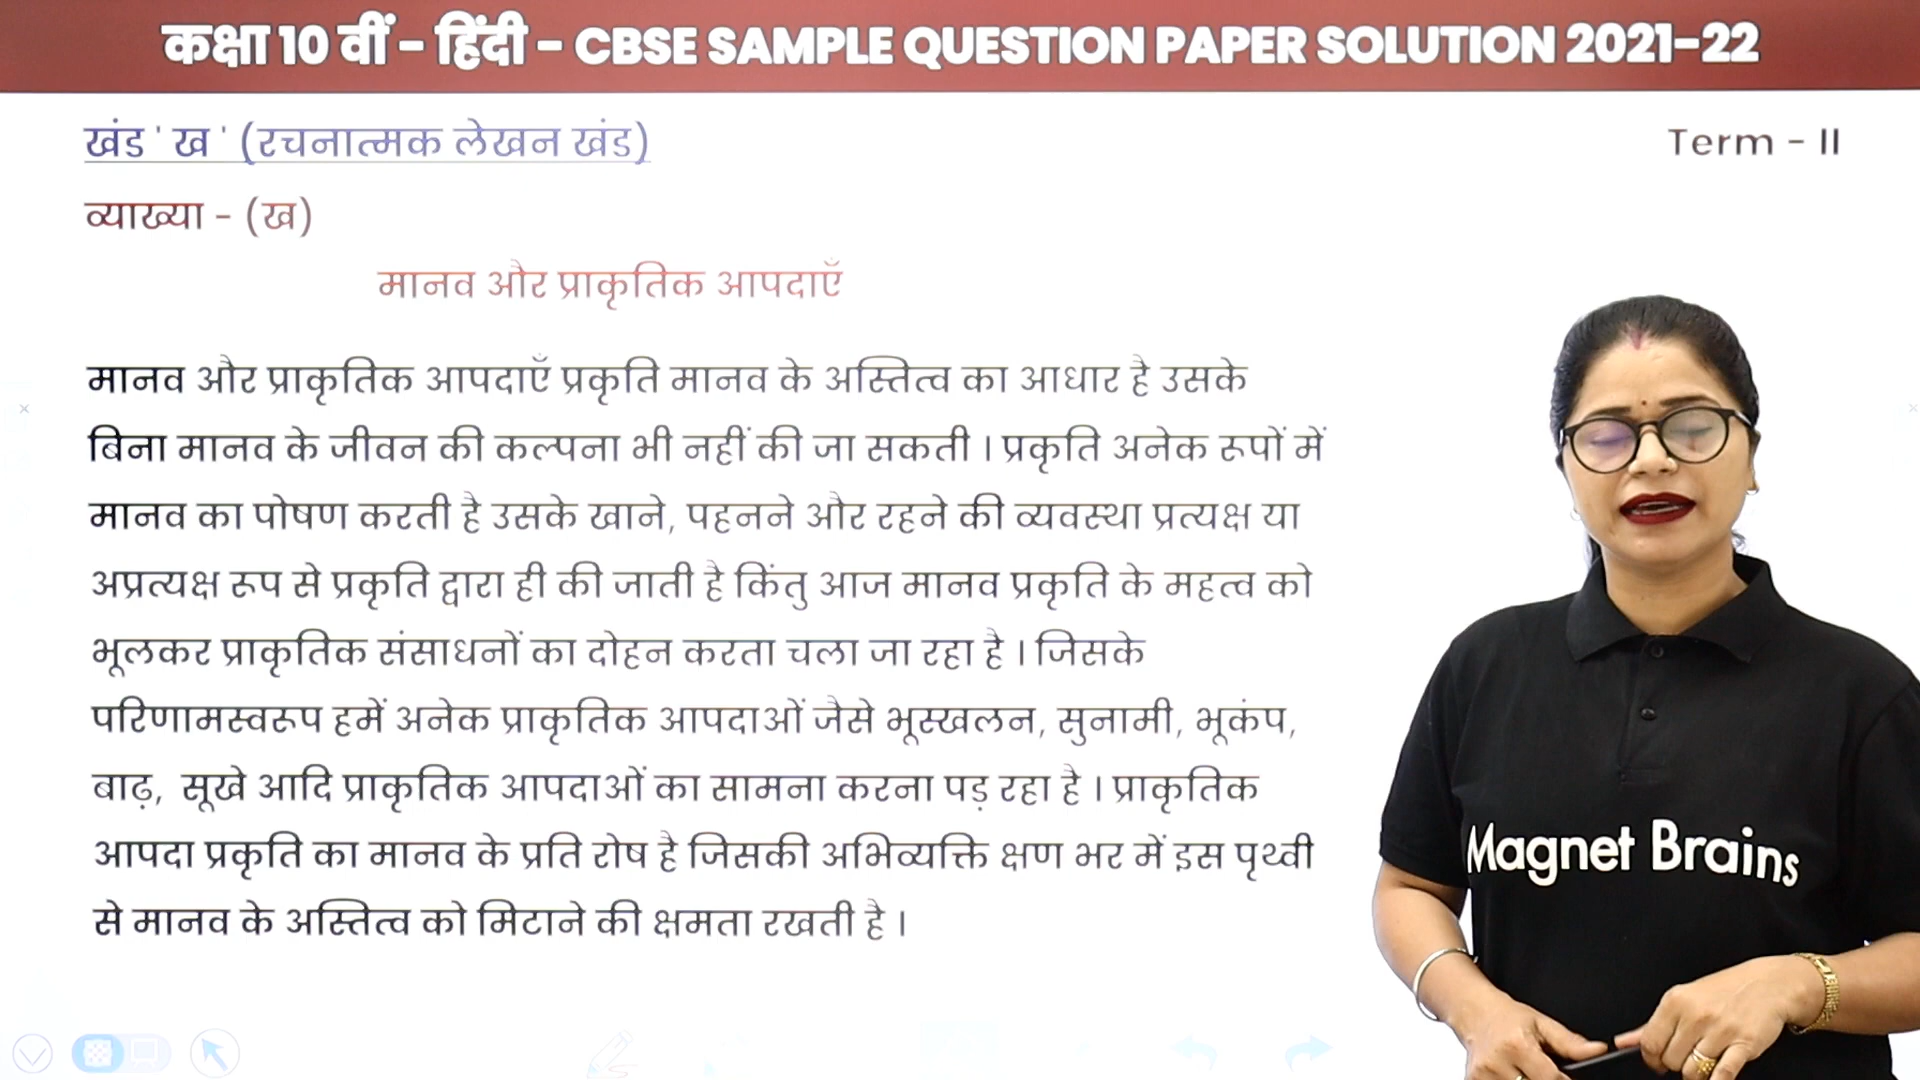 कक्षा 10 वीं - हिंदी - CBSE SAMPLE QUESTION PAPER SOLUTION 2021-22
खंड ' ख ' (रचनात्मक लेखन खंड)
Term - II
व्याख्या - (ख)
मानव और प्राकृतिक आपदाएँ
मानव और प्राकृतिक आपदाएँ प्रकृति मानव के अस्तित्व का आधार है उसके
बिना मानव के जीवन की कल्पना भी नहीं की जा सकती । प्रकृति अनेक रूपों में
मानव का पोषण करती है उसके खाने, पहनने और रहने की व्यवस्था प्रत्यक्ष या
अप्रत्यक्ष रूप से प्रकृति द्वारा ही की जाती है किंतु आज मानव प्रकृति के महत्व को
भूलकर प्राकृतिक संसाधनों का दोहन करता चला जा रहा है । जिसके
परिणामस्वरूप हमें अनेक प्राकृतिक आपदाओं जैसे भूस्खलन, सुनामी, भूकंप,
बाढ़, सूखे आदि प्राकृतिक आपदाओं का सामना करना पड़ रहा है । प्राकृतिक
आपदा प्रकृति का मानव के प्रति रोष है जिसकी अभिव्यक्ति क्षण भर में इस पृथ्वी
से मानव के अस्तित्व को मिटाने की क्षमता रखती है ।
Magnet Brains